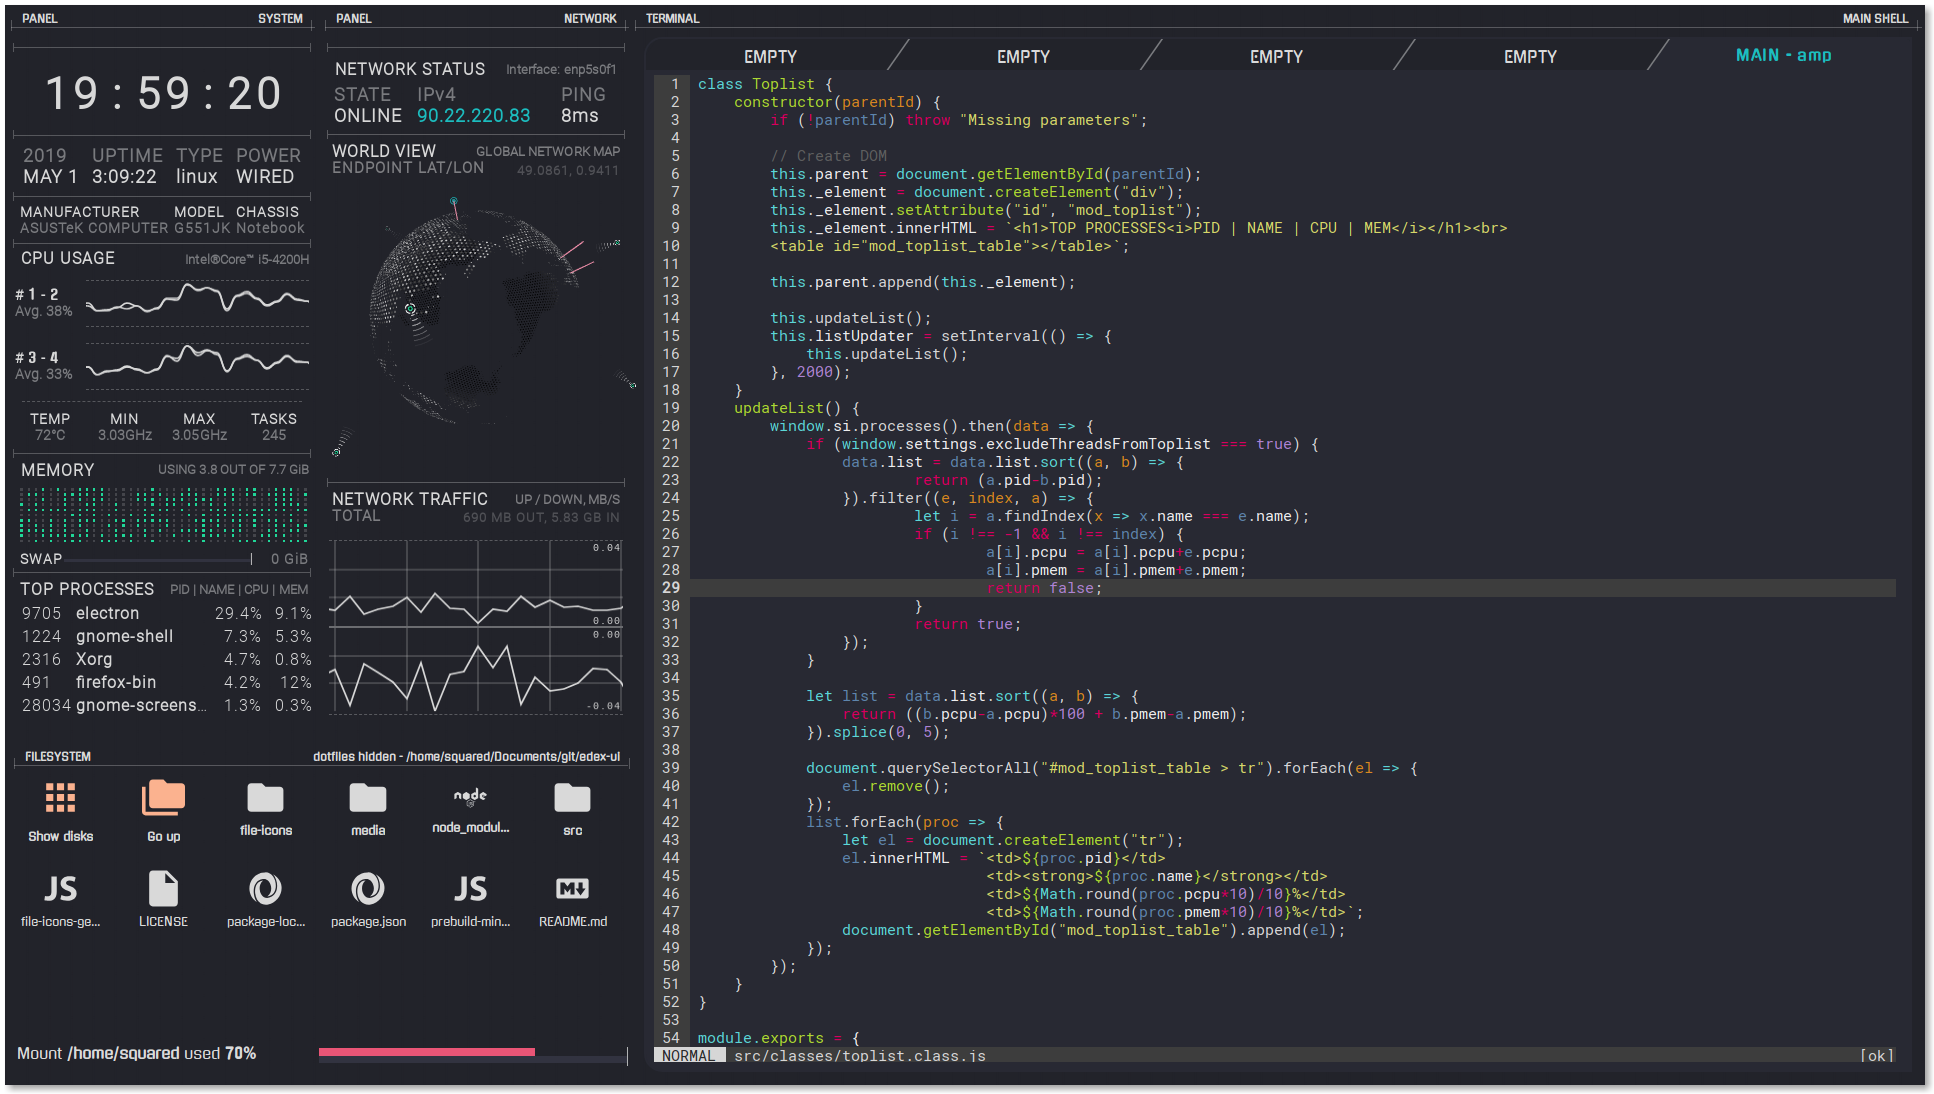 PANEL SYSTEM
19:59:20
2019 UPTIME TYPE POWER
MAY 1 3:09:22 linux WIRED
MANUFACTURER MODEL CHASSIS
ASUSTeK COMPUTER G551JK Notebook
CPU USAGE Intel®Core™ i5-4200H
# 1 - 2
Avg. 38%
# 3 - 4
Avg. 33%
TEMP MIN MAX TASKS
72°C 3.03GHz 3.05GHz 245
MEMORY USING 3.8 OUT OF 7.7 GiB
SWAP 0 GiB
TOP PROCESSES PID | NAME | CPU | MEM
9705 electron 29.4% 9.1%
1224 gnome-shell 7.3% 5.3%
2316 Xorg 4.7% 0.8%
491 firefox-bin 4.2% 12%
28034 gnome-screens... 1.3% 0.3%
PANEL NETWORK
NETWORK STATUS Interface: enp5s0f1
STATE IPv4 PING
ONLINE 90.22.220.83 8ms
WORLD VIEW GLOBAL NETWORK MAP
ENDPOINT LAT/LON 49.0861, 0.9411
NETWORK TRAFFIC UP / DOWN, MB/S
TOTAL 690 MB OUT, 5.83 GB IN
0.04
0.00
0.00
-0.04
FILESYSTEM dotfiles hidden - /home/squared/Documents/git/edex-ui
Show disks Go up file-icons media node_modul... src
file-icons-ge... LICENSE package-loc... package.json prebuild-min... README.md
Mount /home/squared used 70%
TERMINAL MAIN SHELL
EMPTY EMPTY EMPTY EMPTY MAIN - amp
1 class Toplist {
2     constructor(parentId) {
3         if (!parentId) throw "Missing parameters";
4
5         // Create DOM
6         this.parent = document.getElementById(parentId);
7         this._element = document.createElement("div");
8         this._element.setAttribute("id", "mod_toplist");
9         this._element.innerHTML = `<h1>TOP PROCESSES<i>PID | NAME | CPU | MEM</i></h1><br>
10         <table id="mod_toplist_table"></table>`;
11
12         this.parent.append(this._element);
13
14         this.updateList();
15         this.listUpdater = setInterval(() => {
16             this.updateList();
17         }, 2000);
18     }
19     updateList() {
20         window.si.processes().then(data => {
21             if (window.settings.excludeThreadsFromToplist === true) {
22                 data.list = data.list.sort((a, b) => {
23                         return (a.pid-b.pid);
24                 }).filter((e, index, a) => {
25                         let i = a.findIndex(x => x.name === e.name);
26                         if (i !== -1 && i !== index) {
27                                 a[i].pcpu = a[i].pcpu+e.pcpu;
28                                 a[i].pmem = a[i].pmem+e.pmem;
29                                 return false;
30                         }
31                         return true;
32                 });
33             }
34
35             let list = data.list.sort((a, b) => {
36                 return ((b.pcpu-a.pcpu)*100 + b.pmem-a.pmem);
37             }).splice(0, 5);
38
39             document.querySelectorAll("#mod_toplist_table > tr").forEach(el => {
40                 el.remove();
41             });
42             list.forEach(proc => {
43                 let el = document.createElement("tr");
44                 el.innerHTML = `<td>${proc.pid}</td>
45                                 <td><strong>${proc.name}</strong></td>
46                                 <td>${Math.round(proc.pcpu*10)/10}%</td>
47                                 <td>${Math.round(proc.pmem*10)/10}%</td>`;
48                 document.getElementById("mod_toplist_table").append(el);
49             });
50         });
51     }
52 }
53
54 module.exports = {
NORMAL src/classes/toplist.class.js [ok]